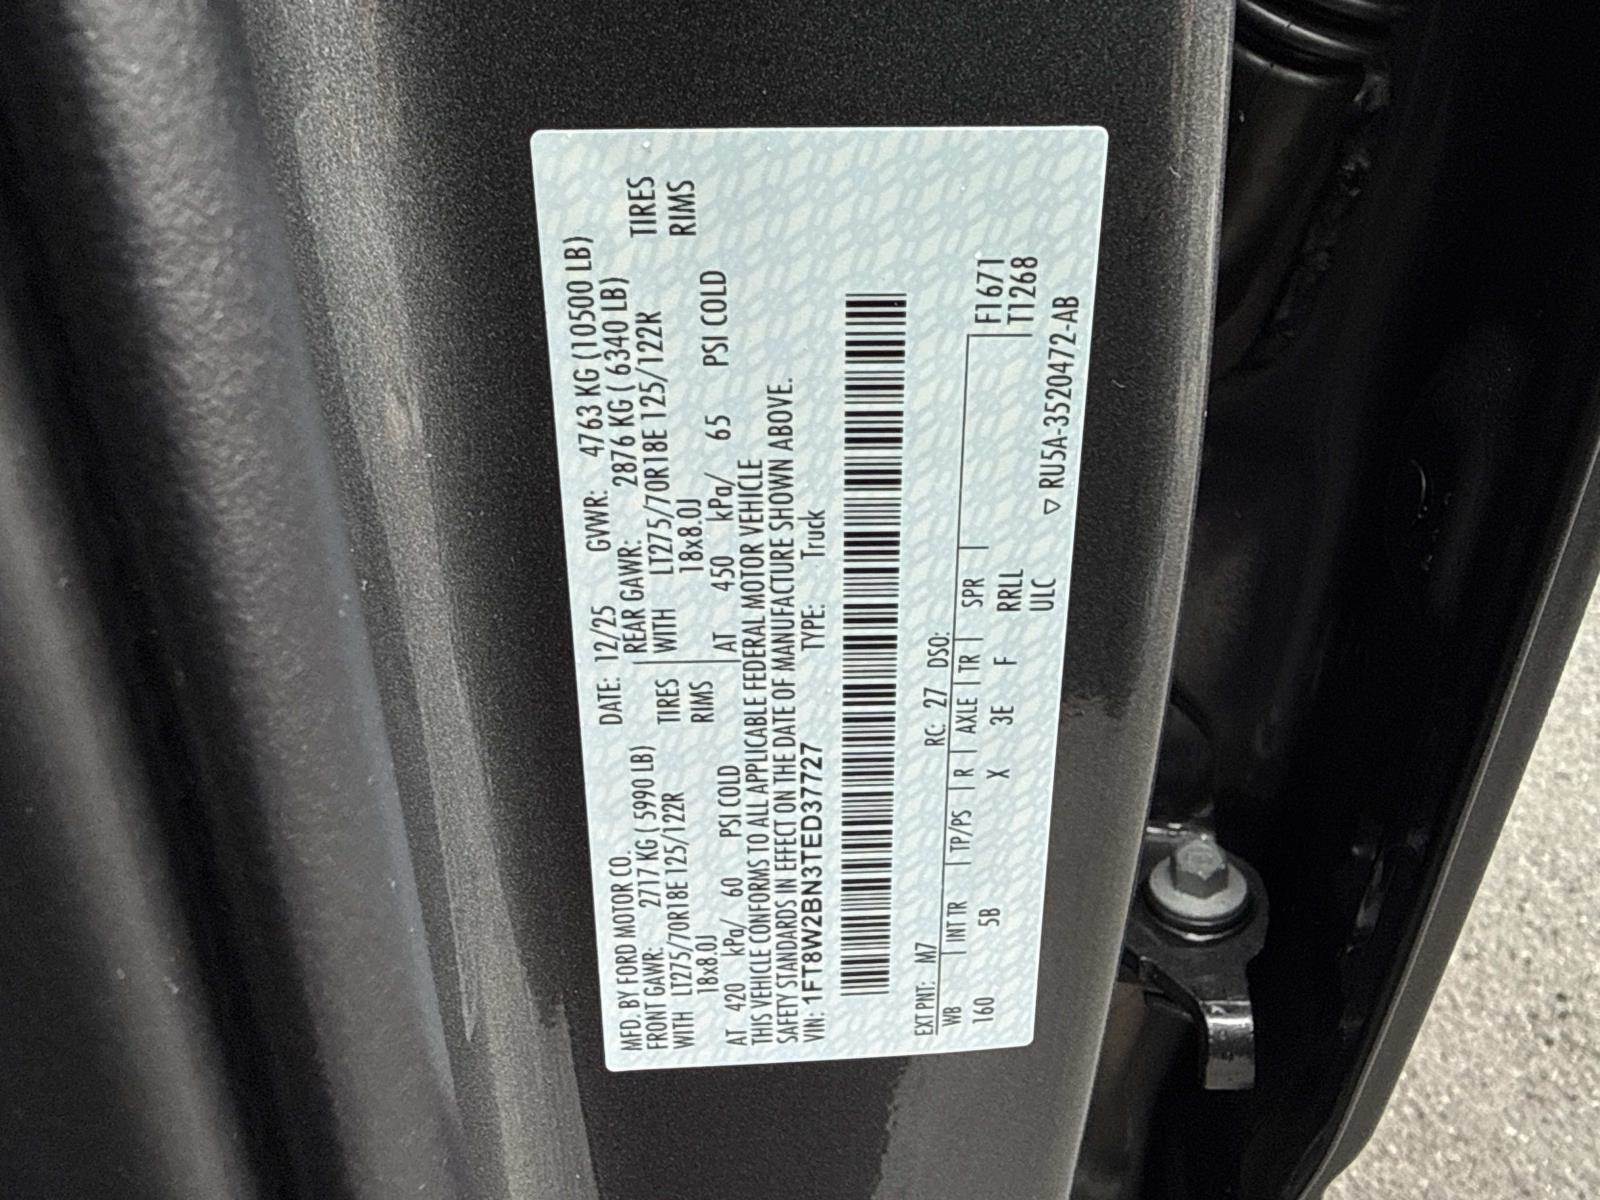 MFD. BY FORD MOTOR CO. DATE: 12/25 GVWR: 4763 KG (10500 LB)
FRONT GAWR: 2717 KG ( 5990 LB) REAR GAWR: 2876 KG ( 6340 LB)
WITH LT275/70R18E 125/122R TIRES WITH LT275/70R18E 125/122R TIRES
18x8.0J RIMS 18x8.0J RIMS
AT 420 kPa/ 60 PSI COLD AT 450 kPa/ 65 PSI COLD
THIS VEHICLE CONFORMS TO ALL APPLICABLE FEDERAL MOTOR VEHICLE
SAFETY STANDARDS IN EFFECT ON THE DATE OF MANUFACTURE SHOWN ABOVE.
VIN: 1FT8W2BN3TED37727 TYPE: Truck
EXT PNT: M7 RC: 27 DSO:
WB | INT TR | TP/PS | R | AXLE | TR | SPR | F1671
160 5B X 3E F RRLL T1268
ULC ▽ RU5A-3520472-AB